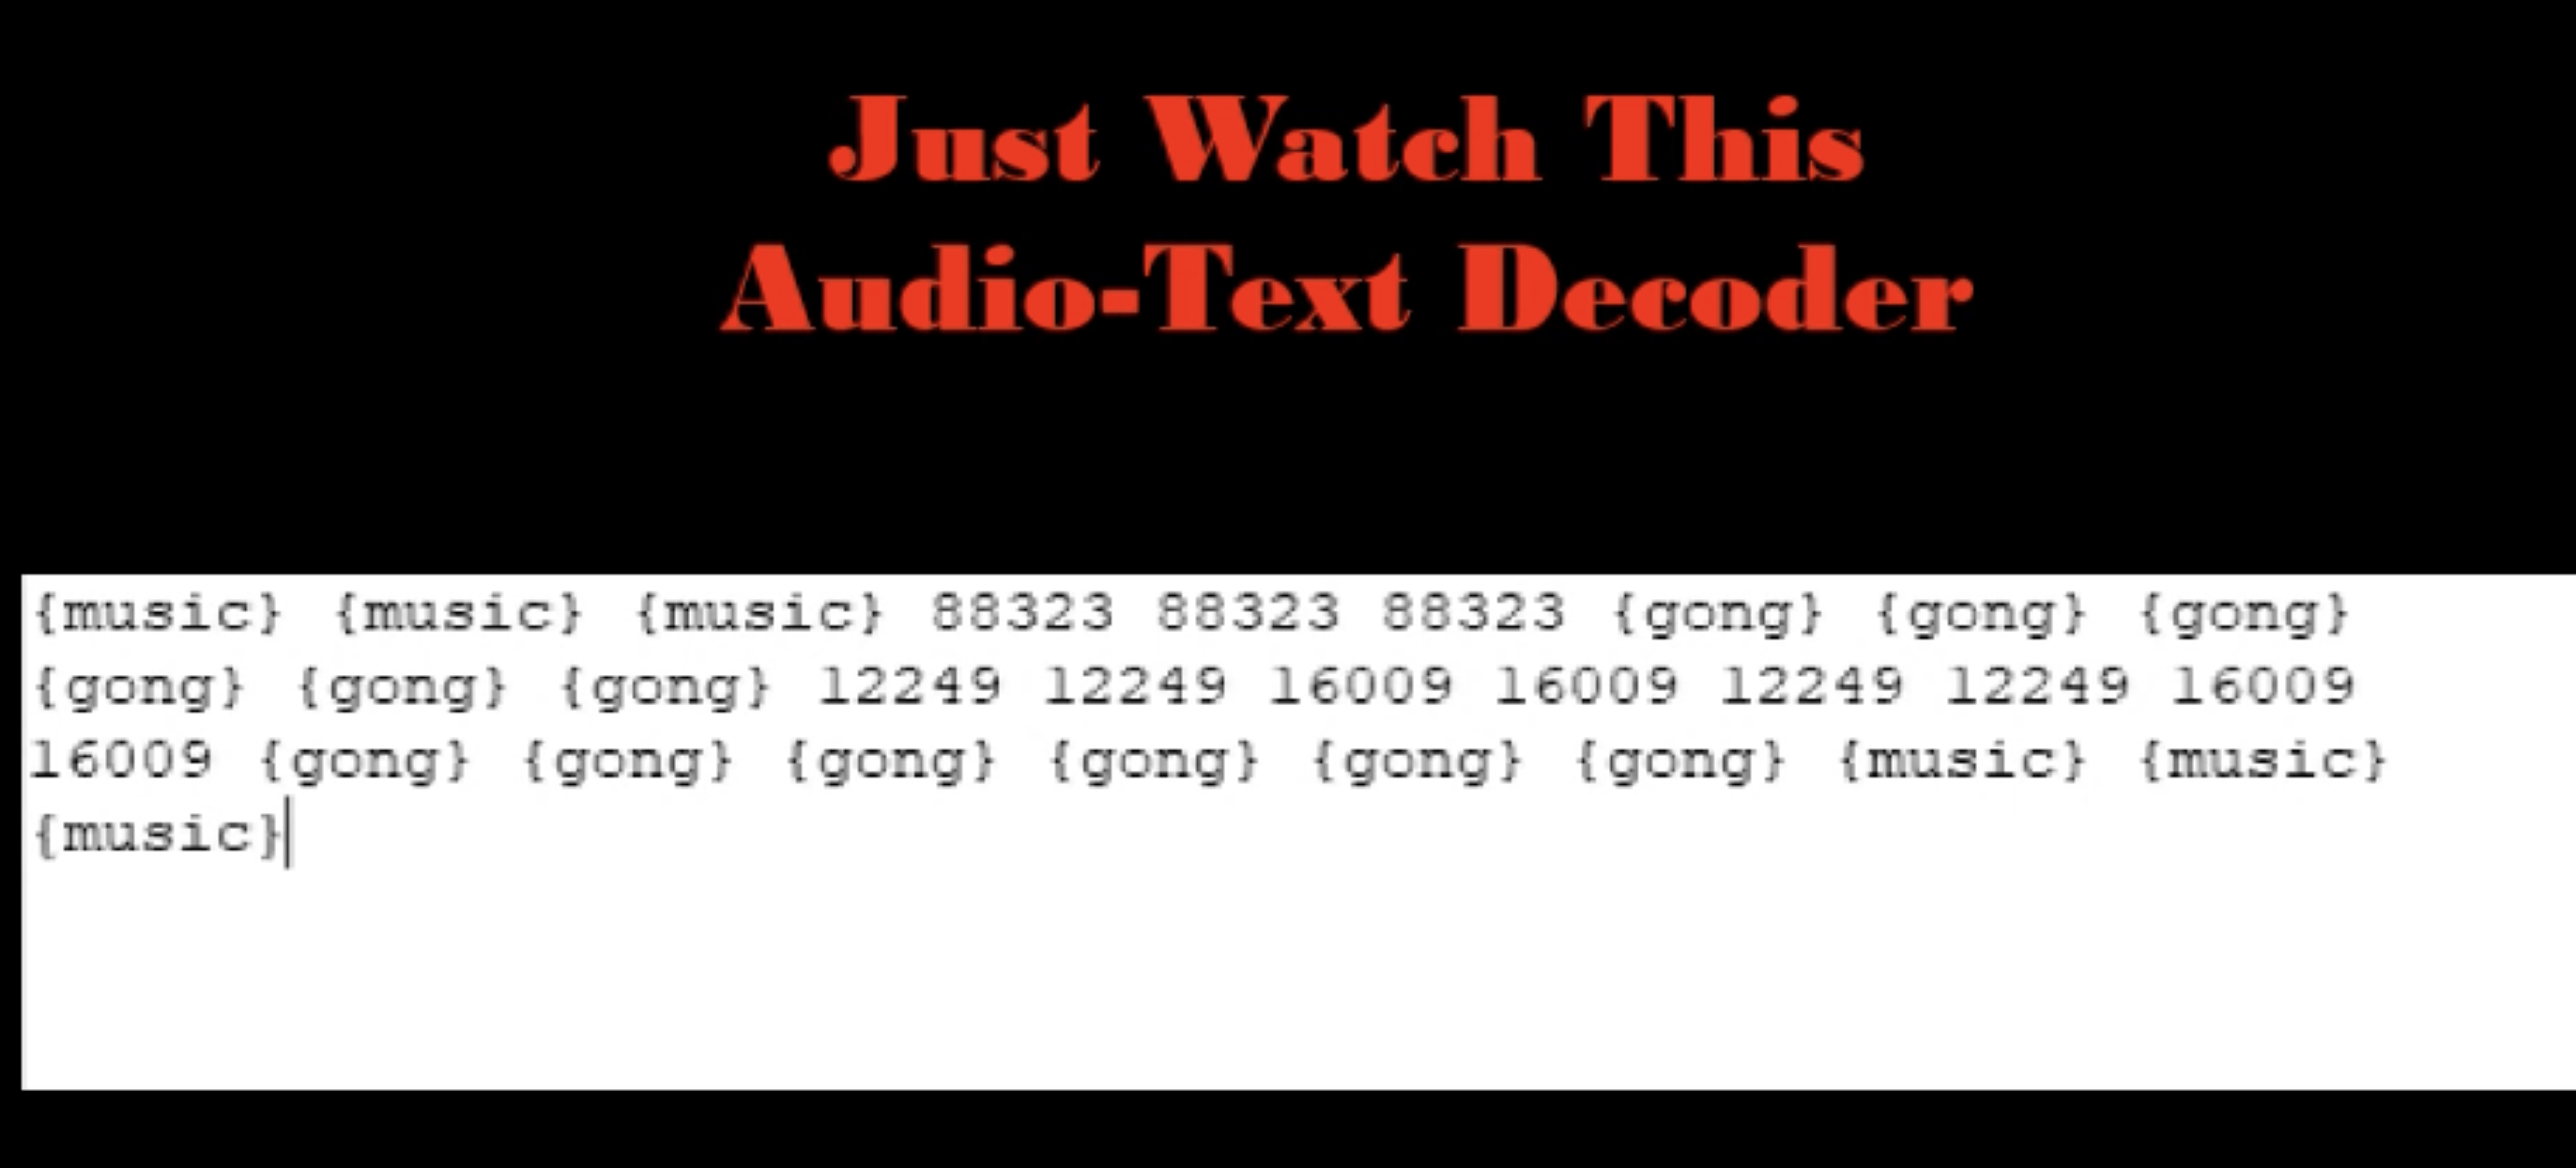 Just Watch This
Audio-Text Decoder
{music} {music} {music} 88323 88323 88323 {gong} {gong} {gong}
{gong} {gong} {gong} 12249 12249 16009 16009 12249 12249 16009
16009 {gong} {gong} {gong} {gong} {gong} {gong} {music} {music}
{music}